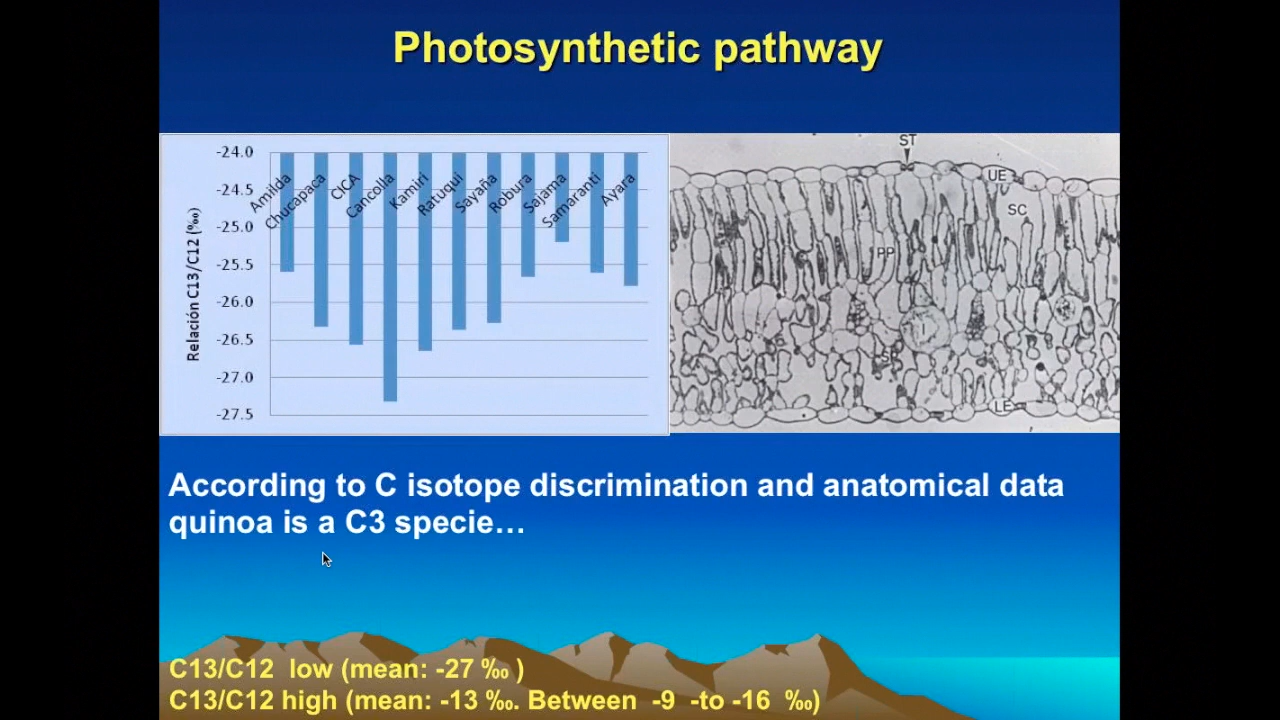 Photosynthetic pathway
-24.0
-24.5
-25.0
-25.5
-26.0
-26.5
-27.0
-27.5
Relación C13/C12 (‰)
Amilda
Chucapaca
CICA
Cancolla
Kamiri
Ratuqui
Sayaña
Robura
Sajama
Samaranti
Ayara
ST
UE
SC
PP
SP
LE
According to C isotope discrimination and anatomical data
quinoa is a C3 specie…
C13/C12 low (mean: -27 ‰ )
C13/C12 high (mean: -13 ‰. Between -9 -to -16 ‰)